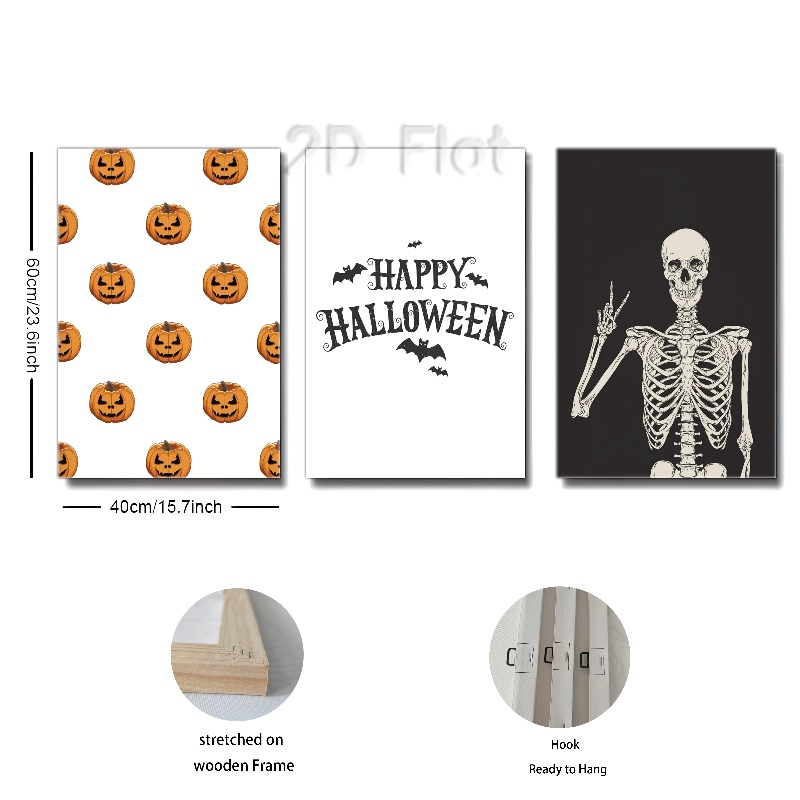 2D Flat
HAPPY
HALLOWEEN
60cm/23.6inch
40cm/15.7inch
stretched on
wooden Frame
Hook
Ready to Hang